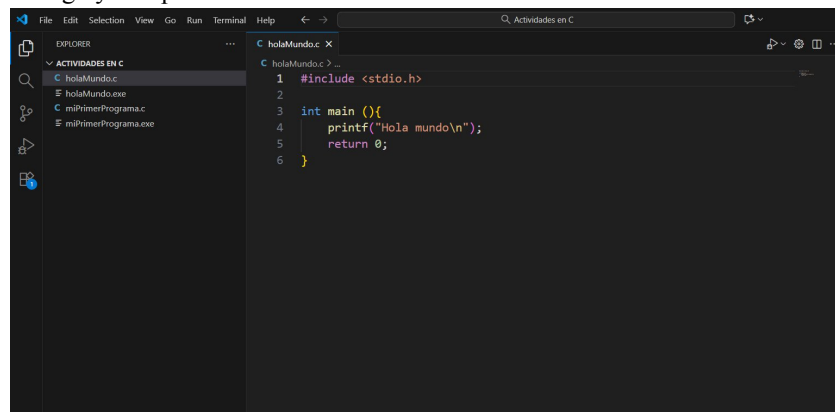 File Edit Selection View Go Run Terminal Help
Actividades en C
EXPLORER
ACTIVIDADES EN C
holaMundo.c
holaMundo.exe
miPrimerPrograma.c
miPrimerPrograma.exe
C holaMundo.c
C holaMundo.c > ...
1 #include <stdio.h>
2
3 int main (){
4 printf("Hola mundo\n");
5 return 0;
6 }
1